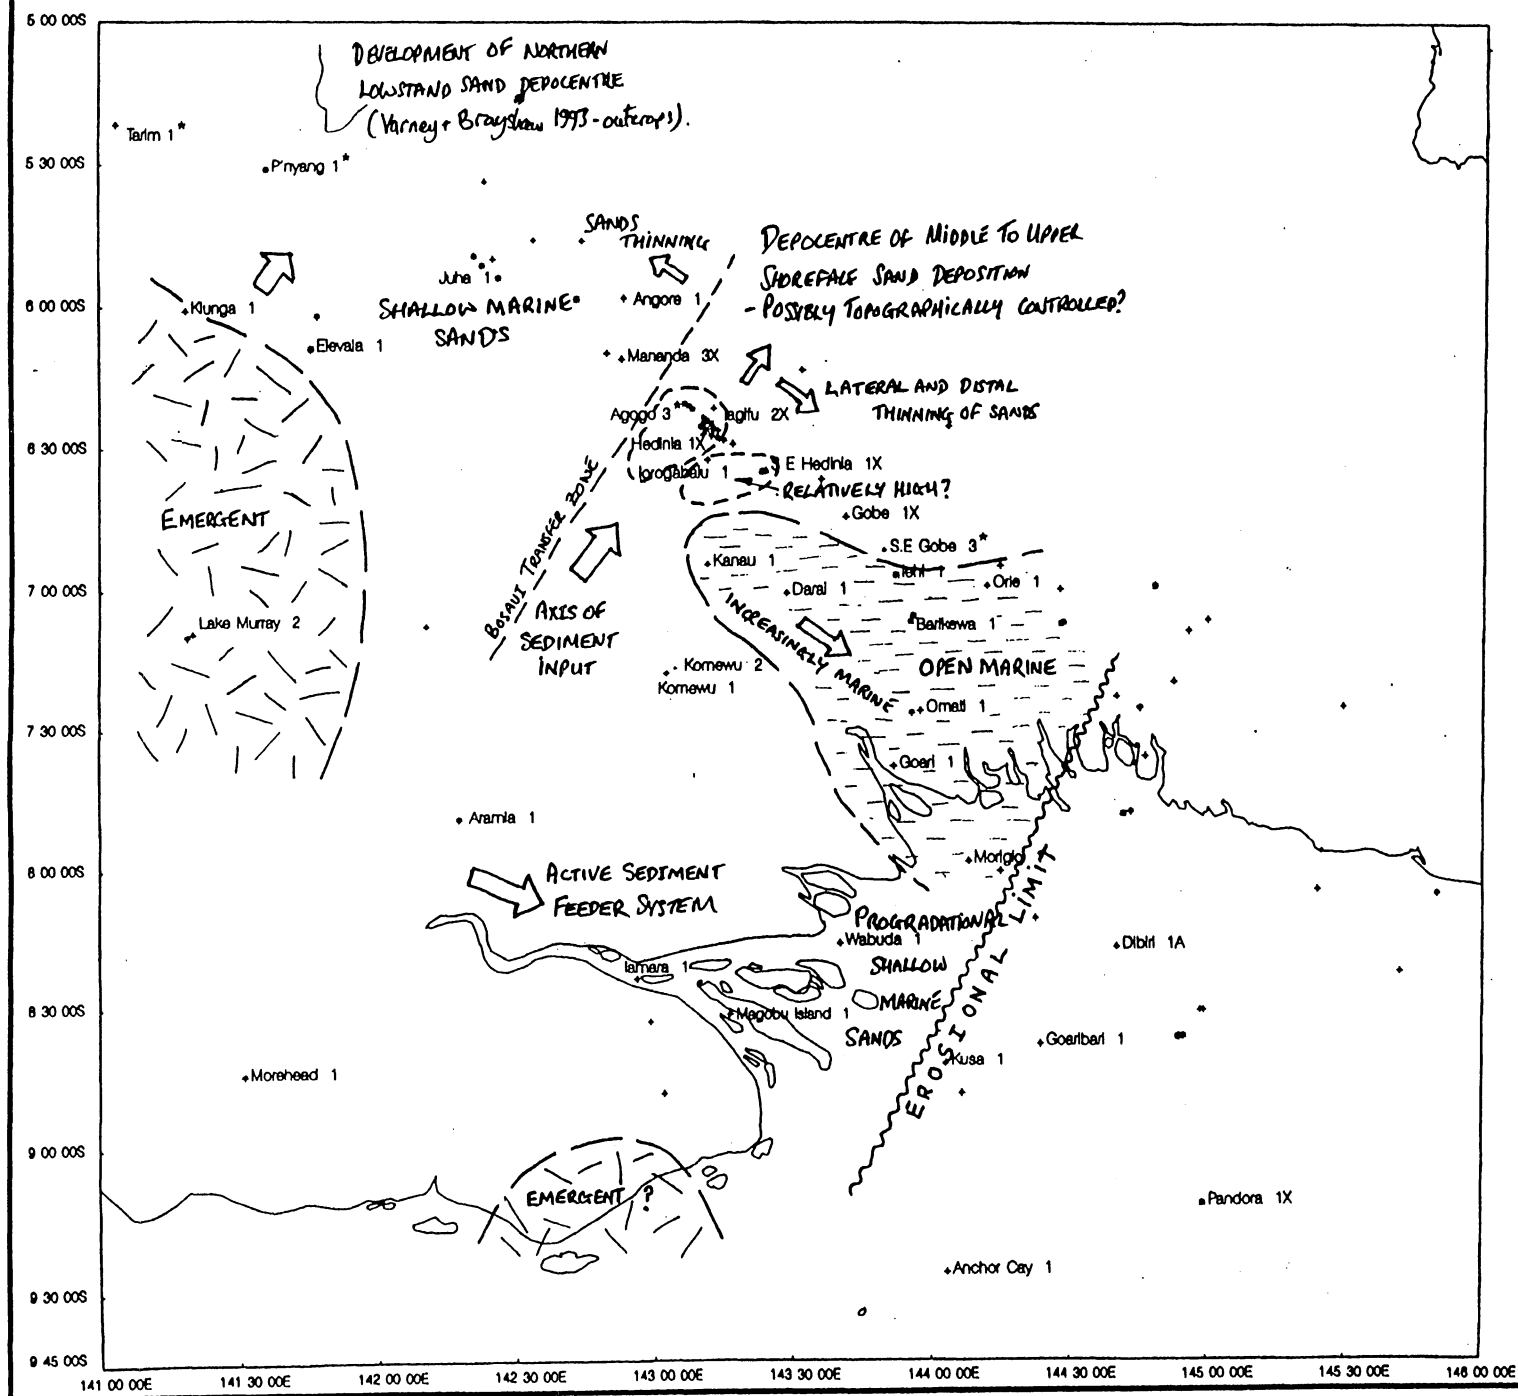 5 00 00S
DEVELOPMENT OF NORTHERN
LOWSTAND SAND DEPOCENTRE
(Varney + Brayshaw 1993 - outcrops).
Tarim 1*
5 30 00S
P'nyang 1*
SANDS
THINNING
DEPOCENTRE OF MIDDLE TO UPPER
SHOREFACE SAND DEPOSITION
- POSSIBLY TOPOGRAPHICALLY CONTROLLED?
Juha 1
6 00 00S
Kiunga 1
SHALLOW MARINE
SANDS
Angore 1
Elevala 1
Mananda 3X
LATERAL AND DISTAL
THINNING OF SANDS
Agogo 3*
Iagifu 2X
Hedinia 1X
6 30 00S
Iorogabaiu 1
S E Hedinia 1X
RELATIVELY HIGH?
EMERGENT
BOSAVI TRANSFER ZONE
Gobe 1X
S.E Gobe 3*
Kanau 1
Iehi 1
7 00 00S
Darai 1
Orie 1
Lake Murray 2
AXIS OF
SEDIMENT
INPUT
INCREASINGLY MARINE
Barikewa 1
OPEN MARINE
Komewu 2
Komewu 1
Omati 1
7 30 00S
Goari 1
Aramia 1
8 00 00S
ACTIVE SEDIMENT
FEEDER SYSTEM
Morigio
EROSIONAL LIMIT
PROGRADATIONAL
Wabuda 1
SHALLOW
MARINE
SANDS
Dibiri 1A
Iamara 1
8 30 00S
Magobu Island 1
Goaribari 1
Kusa 1
Morehead 1
9 00 00S
EMERGENT ?
Pandora 1X
Anchor Cay 1
9 30 00S
9 45 00S
141 00 00E 141 30 00E 142 00 00E 142 30 00E 143 00 00E 143 30 00E 144 00 00E 144 30 00E 145 00 00E 145 30 00E 146 00 00E